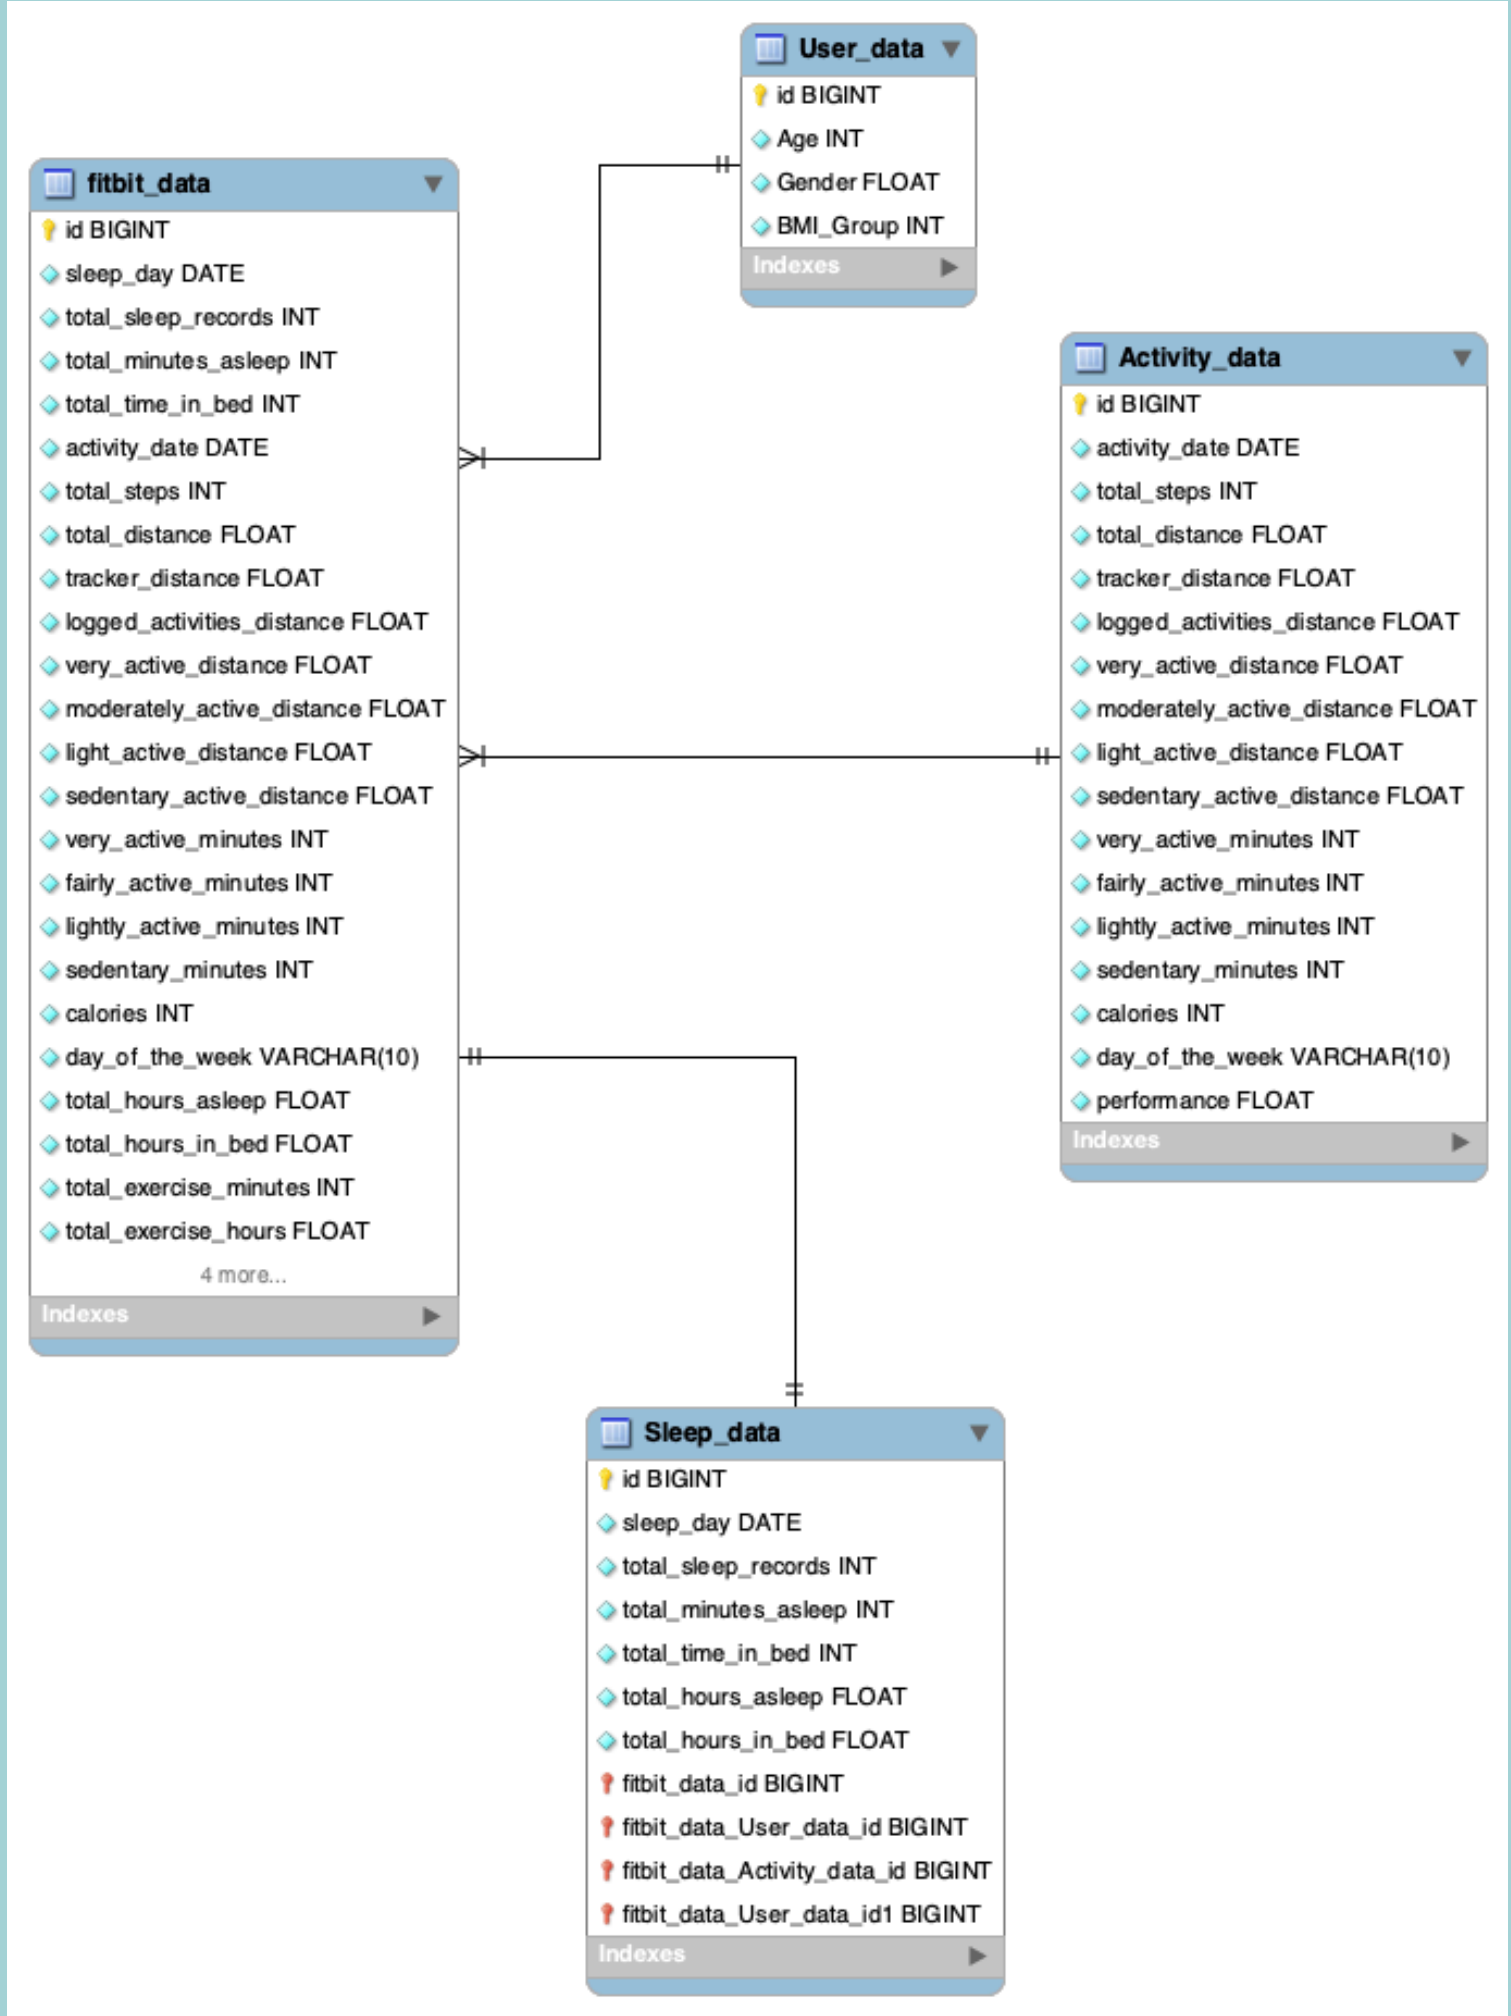 User_data
id BIGINT
Age INT
Gender FLOAT
BMI_Group INT
Indexes
fitbit_data
id BIGINT
sleep_day DATE
total_sleep_records INT
total_minutes_asleep INT
total_time_in_bed INT
activity_date DATE
total_steps INT
total_distance FLOAT
tracker_distance FLOAT
logged_activities_distance FLOAT
very_active_distance FLOAT
moderately_active_distance FLOAT
light_active_distance FLOAT
sedentary_active_distance FLOAT
very_active_minutes INT
fairly_active_minutes INT
lightly_active_minutes INT
sedentary_minutes INT
calories INT
day_of_the_week VARCHAR(10)
total_hours_asleep FLOAT
total_hours_in_bed FLOAT
total_exercise_minutes INT
total_exercise_hours FLOAT
4 more...
Indexes
Activity_data
id BIGINT
activity_date DATE
total_steps INT
total_distance FLOAT
tracker_distance FLOAT
logged_activities_distance FLOAT
very_active_distance FLOAT
moderately_active_distance FLOAT
light_active_distance FLOAT
sedentary_active_distance FLOAT
very_active_minutes INT
fairly_active_minutes INT
lightly_active_minutes INT
sedentary_minutes INT
calories INT
day_of_the_week VARCHAR(10)
performance FLOAT
Indexes
Sleep_data
id BIGINT
sleep_day DATE
total_sleep_records INT
total_minutes_asleep INT
total_time_in_bed INT
total_hours_asleep FLOAT
total_hours_in_bed FLOAT
fitbit_data_id BIGINT
fitbit_data_User_data_id BIGINT
fitbit_data_Activity_data_id BIGINT
fitbit_data_User_data_id1 BIGINT
Indexes